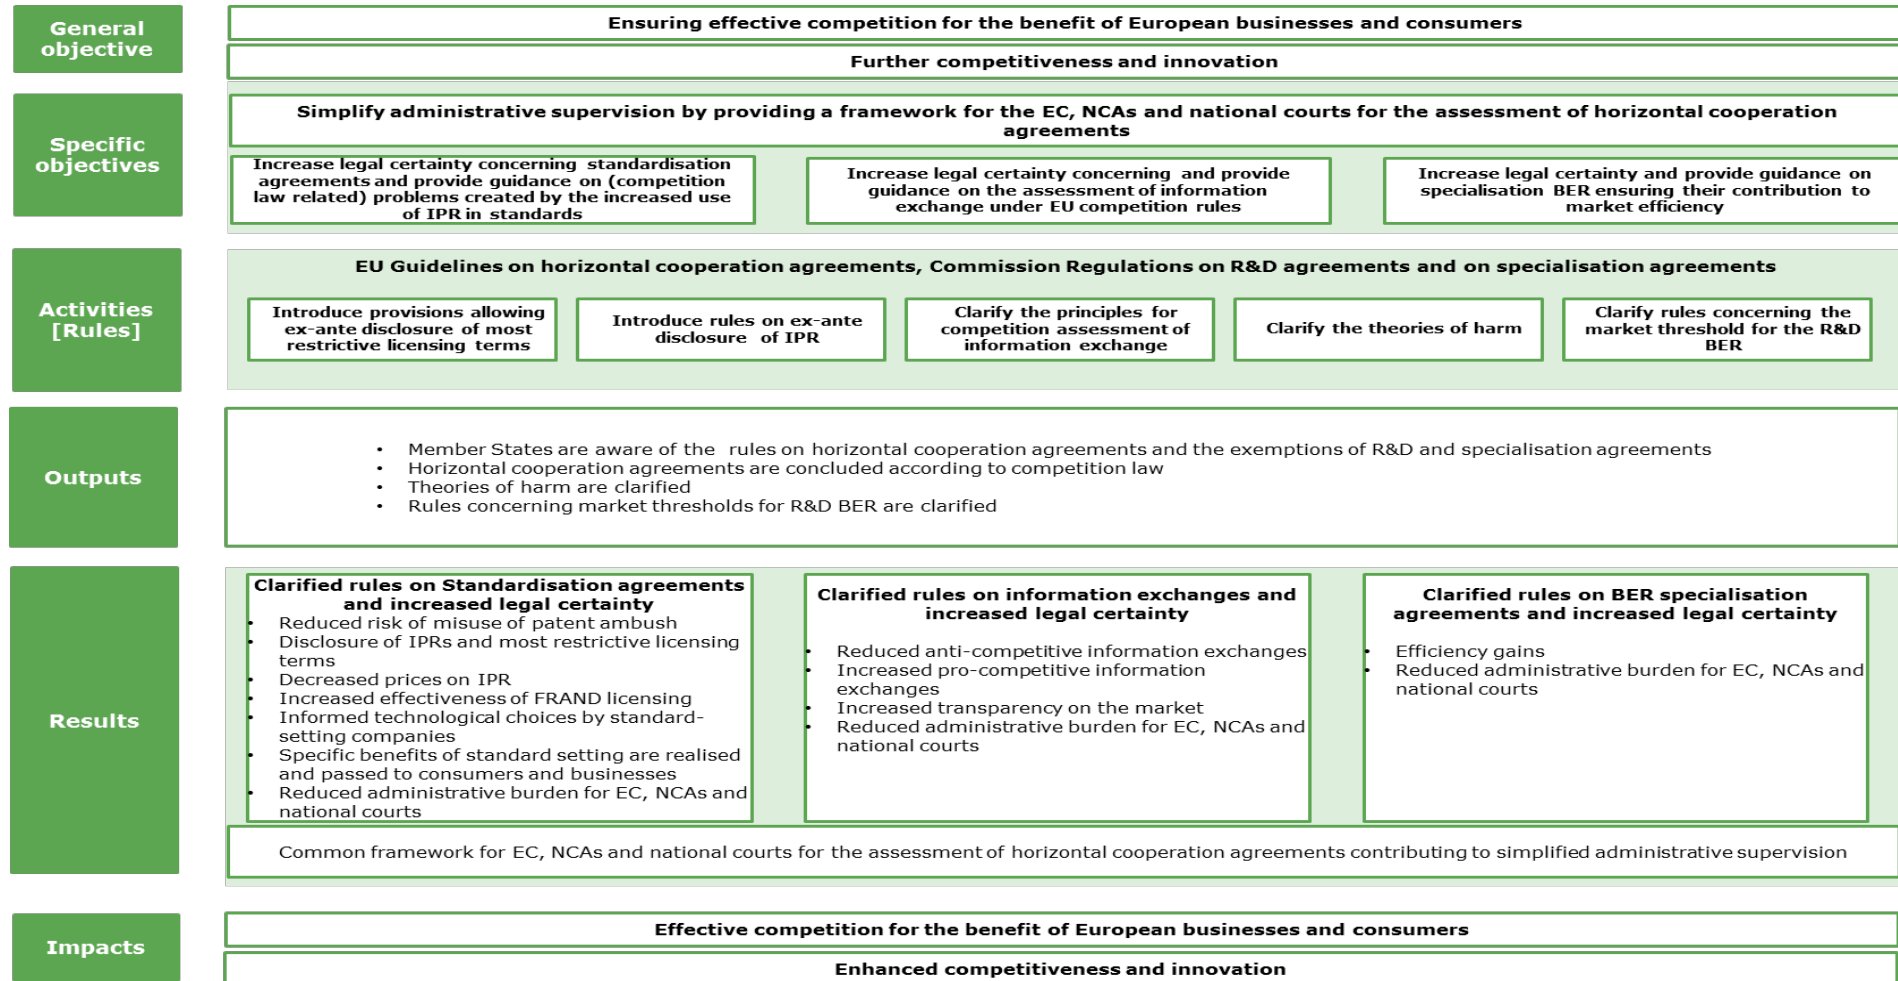 General
objective
Ensuring effective competition for the benefit of European businesses and consumers
Further competitiveness and innovation
Specific
objectives
Simplify administrative supervision by providing a framework for the EC, NCAs and national courts for the assessment of horizontal cooperation
agreements
Increase legal certainty concerning standardisation
agreements and provide guidance on (competition
law related) problems created by the increased use
of IPR in standards
Increase legal certainty concerning and provide
guidance on the assessment of information
exchange under EU competition rules
Increase legal certainty and provide guidance on
specialisation BER ensuring their contribution to
market efficiency
Activities
[Rules]
EU Guidelines on horizontal cooperation agreements, Commission Regulations on R&D agreements and on specialisation agreements
Introduce provisions allowing
ex-ante disclosure of most
restrictive licensing terms
Introduce rules on ex-ante
disclosure of IPR
Clarify the principles for
competition assessment of
information exchange
Clarify the theories of harm
Clarify rules concerning the
market threshold for the R&D
BER
Outputs
• Member States are aware of the rules on horizontal cooperation agreements and the exemptions of R&D and specialisation agreements
• Horizontal cooperation agreements are concluded according to competition law
• Theories of harm are clarified
• Rules concerning market thresholds for R&D BER are clarified
Results
Clarified rules on Standardisation agreements
and increased legal certainty
• Reduced risk of misuse of patent ambush
• Disclosure of IPRs and most restrictive licensing
terms
• Decreased prices on IPR
• Increased effectiveness of FRAND licensing
• Informed technological choices by standard-
setting companies
• Specific benefits of standard setting are realised
and passed to consumers and businesses
• Reduced administrative burden for EC, NCAs and
national courts
Clarified rules on information exchanges and
increased legal certainty
• Reduced anti-competitive information exchanges
• Increased pro-competitive information
exchanges
• Increased transparency on the market
• Reduced administrative burden for EC, NCAs and
national courts
Clarified rules on BER specialisation
agreements and increased legal certainty
• Efficiency gains
• Reduced administrative burden for EC, NCAs and
national courts
Common framework for EC, NCAs and national courts for the assessment of horizontal cooperation agreements contributing to simplified administrative supervision
Impacts
Effective competition for the benefit of European businesses and consumers
Enhanced competitiveness and innovation